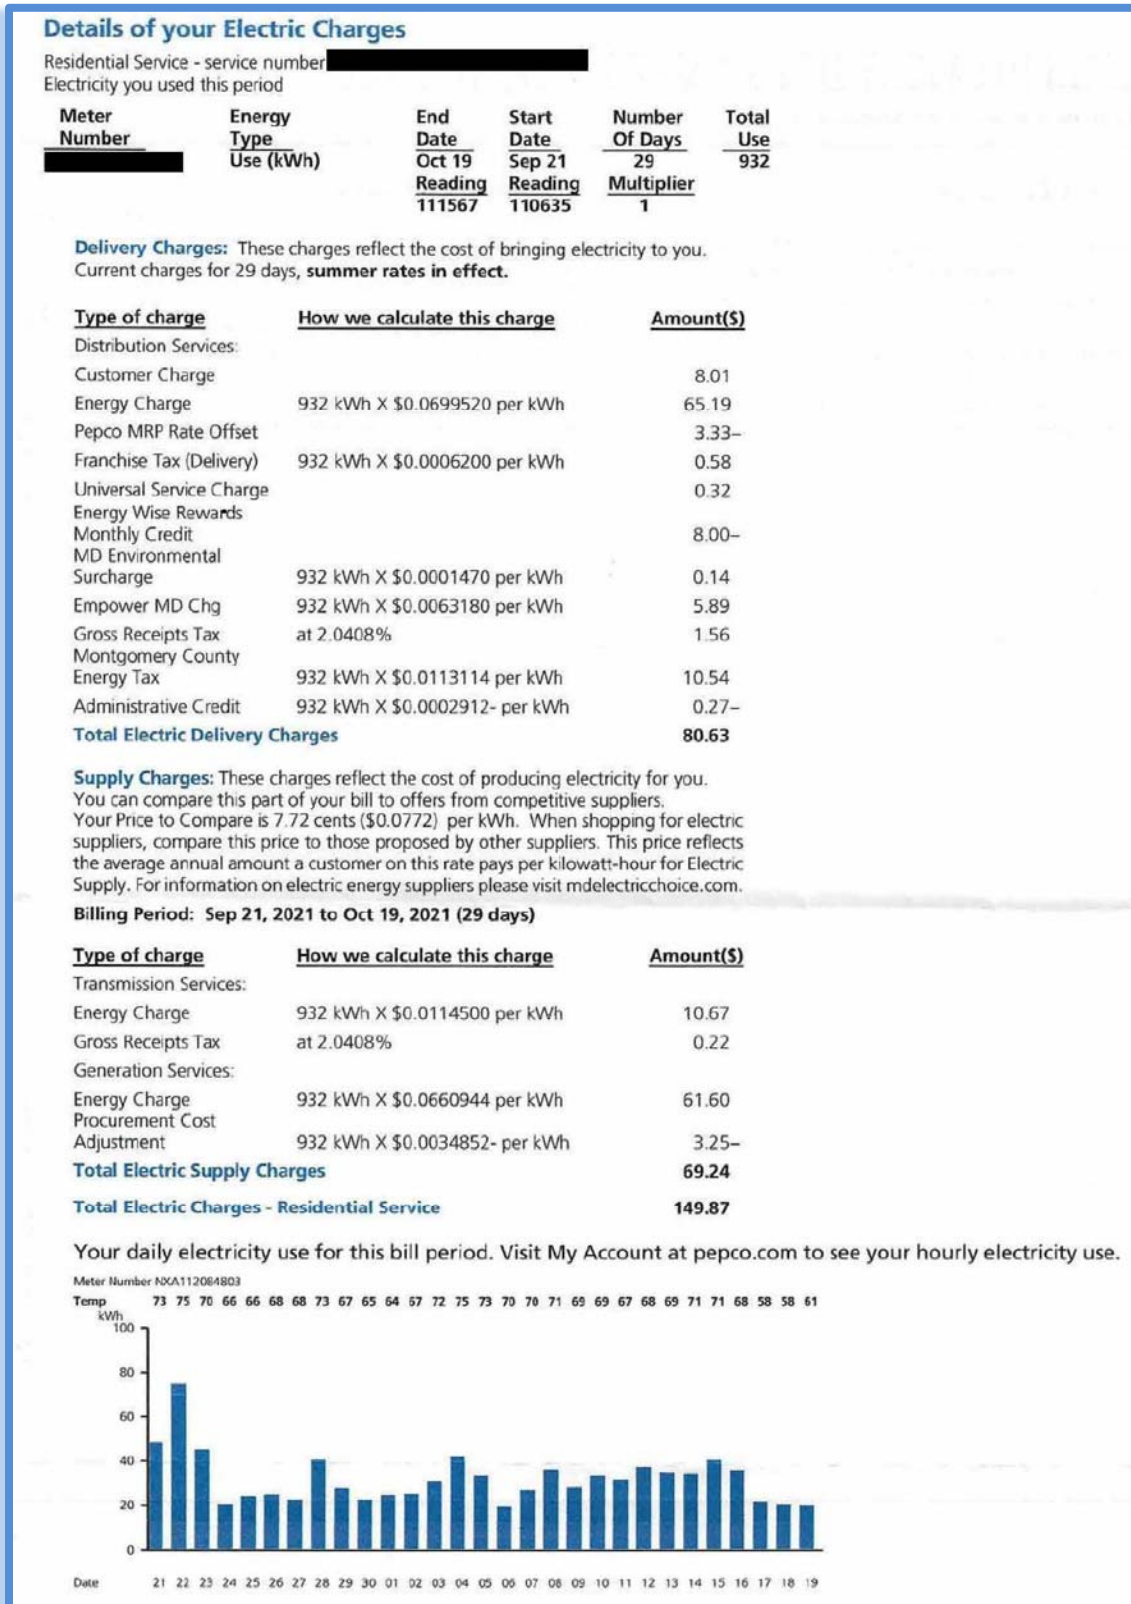 Details of your Electric Charges
Residential Service - service number
Electricity you used this period
Meter Energy End Start Number Total
Number Type Date Date Of Days Use
Use (kWh) Oct 19 Sep 21 29 932
Reading Reading Multiplier
111567 110635 1
Delivery Charges: These charges reflect the cost of bringing electricity to you.
Current charges for 29 days, summer rates in effect.
Type of charge How we calculate this charge Amount($)
Distribution Services:
Customer Charge 8.01
Energy Charge 932 kWh X $0.0699520 per kWh 65.19
Pepco MRP Rate Offset 3.33–
Franchise Tax (Delivery) 932 kWh X $0.0006200 per kWh 0.58
Universal Service Charge 0.32
Energy Wise Rewards
Monthly Credit 8.00–
MD Environmental
Surcharge 932 kWh X $0.0001470 per kWh 0.14
Empower MD Chg 932 kWh X $0.0063180 per kWh 5.89
Gross Receipts Tax at 2.0408% 1.56
Montgomery County
Energy Tax 932 kWh X $0.0113114 per kWh 10.54
Administrative Credit 932 kWh X $0.0002912- per kWh 0.27–
Total Electric Delivery Charges 80.63
Supply Charges: These charges reflect the cost of producing electricity for you.
You can compare this part of your bill to offers from competitive suppliers.
Your Price to Compare is 7.72 cents ($0.0772) per kWh. When shopping for electric
suppliers, compare this price to those proposed by other suppliers. This price reflects
the average annual amount a customer on this rate pays per kilowatt-hour for Electric
Supply. For information on electric energy suppliers please visit mdelectricchoice.com.
Billing Period: Sep 21, 2021 to Oct 19, 2021 (29 days)
Type of charge How we calculate this charge Amount($)
Transmission Services:
Energy Charge 932 kWh X $0.0114500 per kWh 10.67
Gross Receipts Tax at 2.0408% 0.22
Generation Services:
Energy Charge 932 kWh X $0.0660944 per kWh 61.60
Procurement Cost
Adjustment 932 kWh X $0.0034852- per kWh 3.25–
Total Electric Supply Charges 69.24
Total Electric Charges - Residential Service 149.87
Your daily electricity use for this bill period. Visit My Account at pepco.com to see your hourly electricity use.
Meter Number NXA112084803
Temp 73 75 70 66 66 68 68 73 67 65 64 67 72 75 73 70 70 71 69 69 67 68 69 71 71 68 58 58 61
kWh
100
80
60
40
20
0
Date 21 22 23 24 25 26 27 28 29 30 01 02 03 04 05 06 07 08 09 10 11 12 13 14 15 16 17 18 19